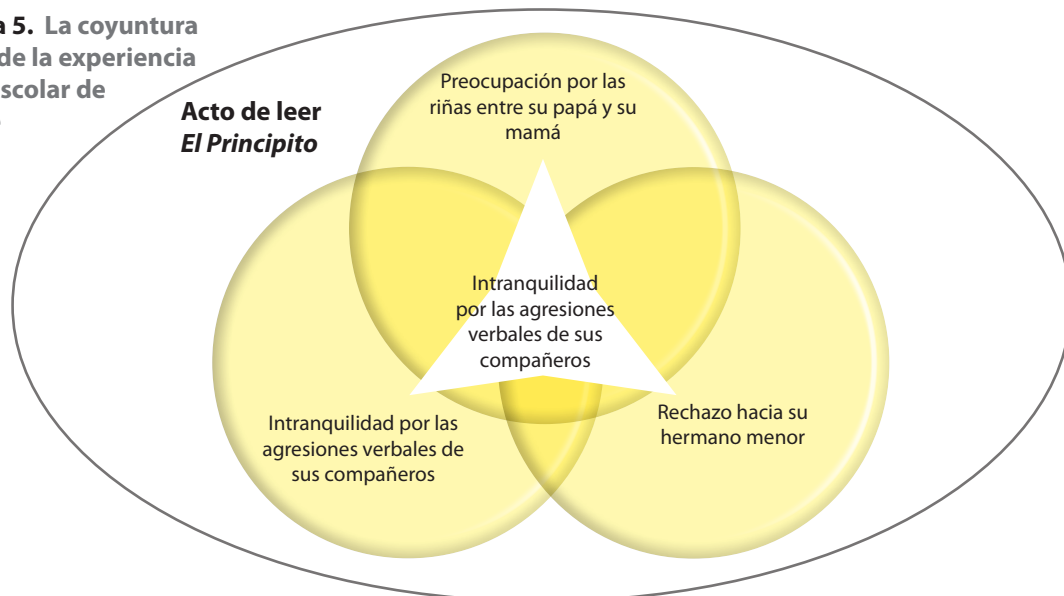 a 5. La coyuntura
de la experiencia
scolar de
Acto de leer
El Principito
Preocupación por las
riñas entre su papá y su
mamá
Intranquilidad
por las agresiones
verbales de sus
compañeros
Intranquilidad por las
agresiones verbales de
sus compañeros
Rechazo hacia su
hermano menor